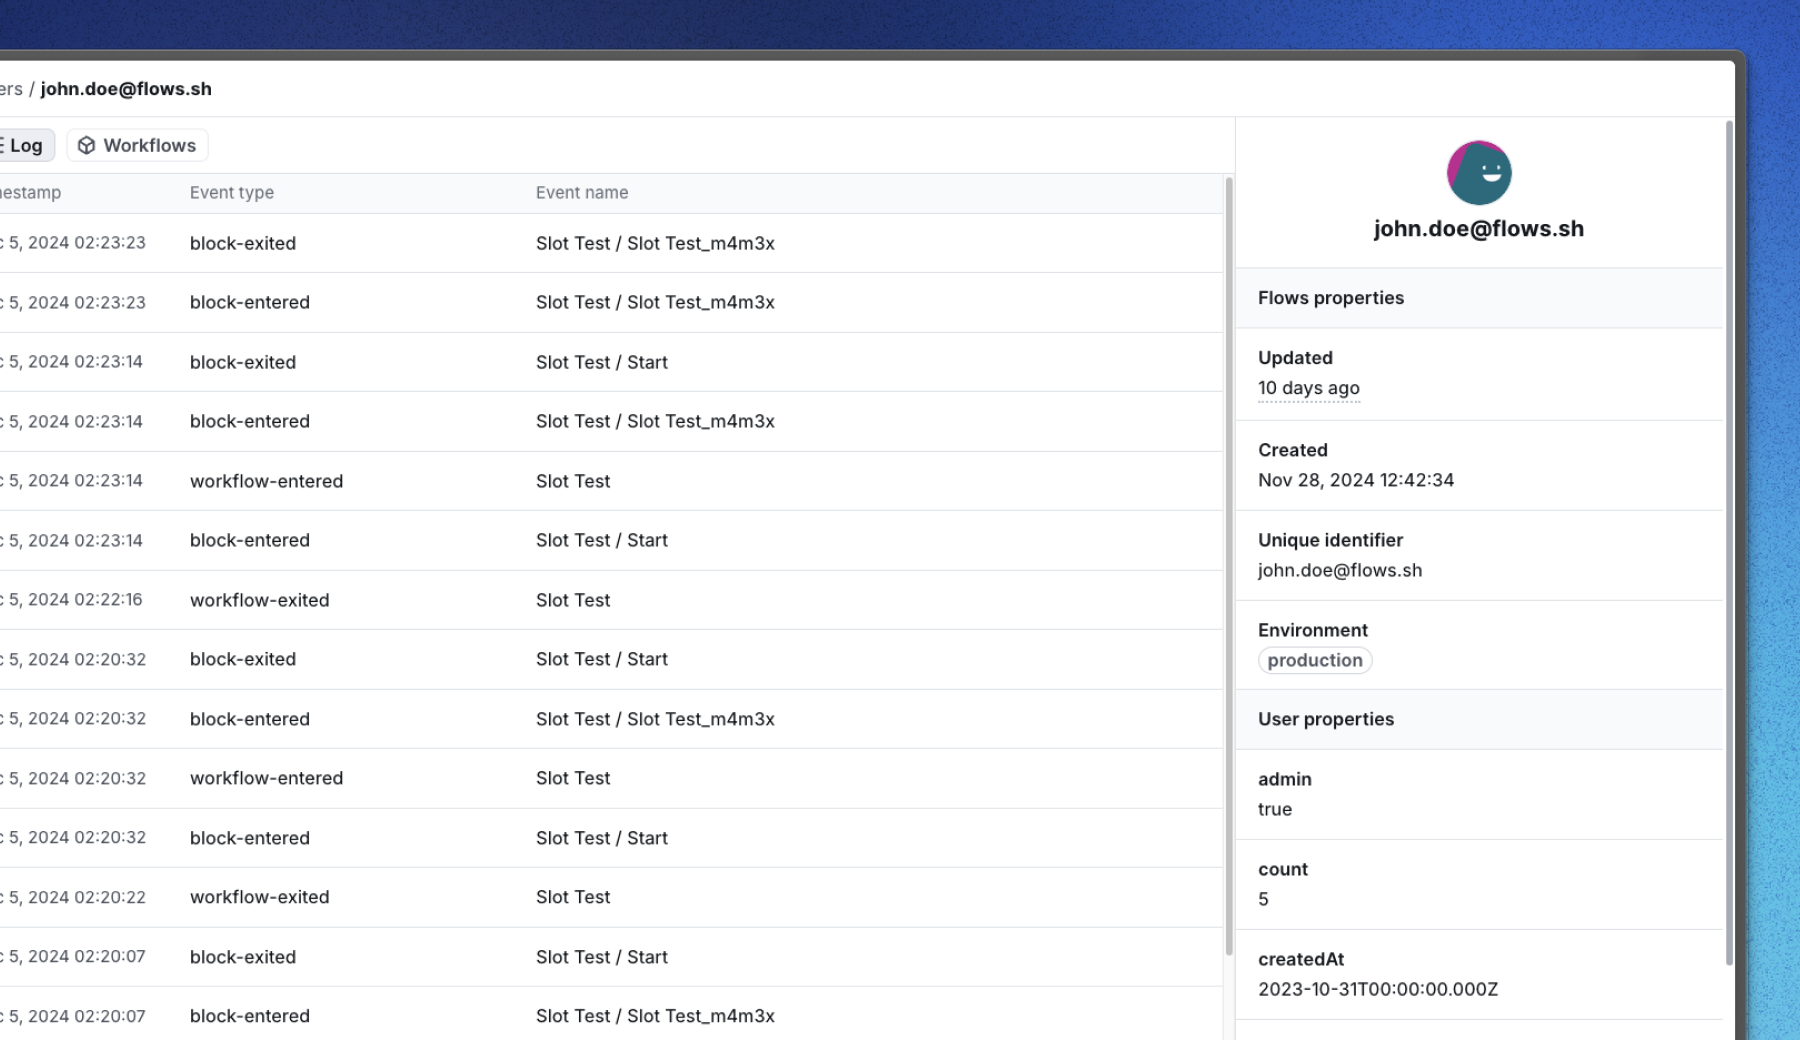 ers / john.doe@flows.sh
Log Workflows
nestamp Event type Event name
c 5, 2024 02:23:23 block-exited Slot Test / Slot Test_m4m3x
c 5, 2024 02:23:23 block-entered Slot Test / Slot Test_m4m3x
c 5, 2024 02:23:14 block-exited Slot Test / Start
c 5, 2024 02:23:14 block-entered Slot Test / Slot Test_m4m3x
c 5, 2024 02:23:14 workflow-entered Slot Test
c 5, 2024 02:23:14 block-entered Slot Test / Start
c 5, 2024 02:22:16 workflow-exited Slot Test
c 5, 2024 02:20:32 block-exited Slot Test / Start
c 5, 2024 02:20:32 block-entered Slot Test / Slot Test_m4m3x
c 5, 2024 02:20:32 workflow-entered Slot Test
c 5, 2024 02:20:32 block-entered Slot Test / Start
c 5, 2024 02:20:22 workflow-exited Slot Test
c 5, 2024 02:20:07 block-exited Slot Test / Start
c 5, 2024 02:20:07 block-entered Slot Test / Slot Test_m4m3x
john.doe@flows.sh
Flows properties
Updated
10 days ago
Created
Nov 28, 2024 12:42:34
Unique identifier
john.doe@flows.sh
Environment
production
User properties
admin
true
count
5
createdAt
2023-10-31T00:00:00.000Z